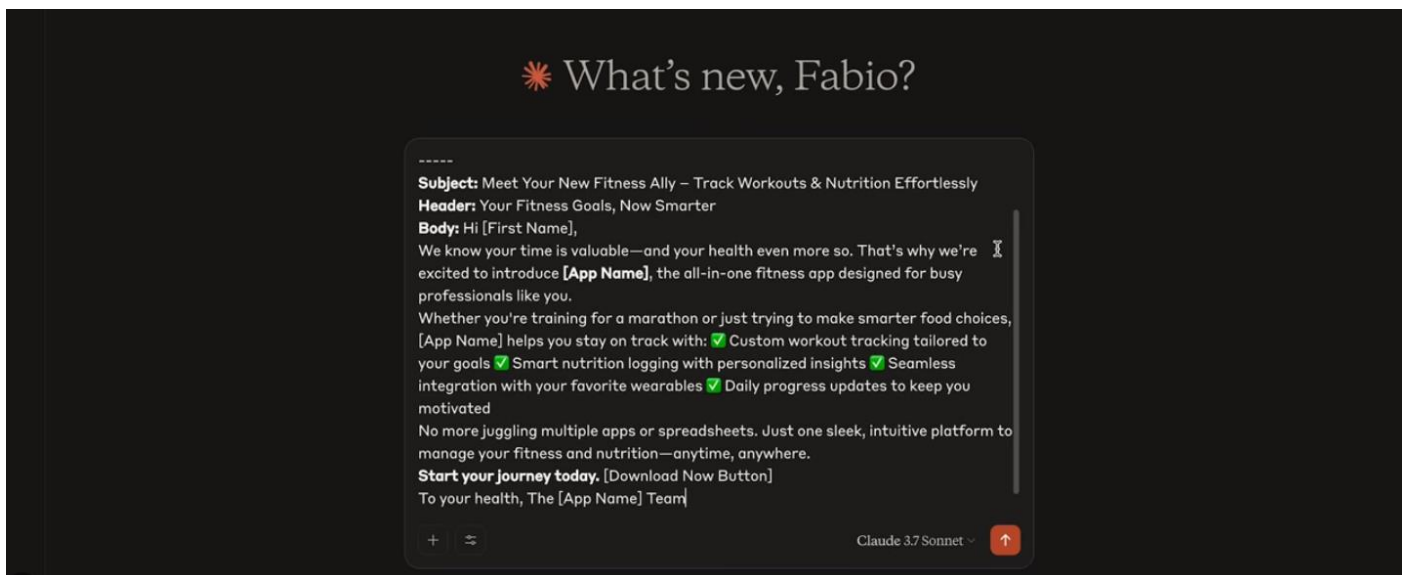 What's new, Fabio?
-----
Subject: Meet Your New Fitness Ally – Track Workouts & Nutrition Effortlessly
Header: Your Fitness Goals, Now Smarter
Body: Hi [First Name],
We know your time is valuable—and your health even more so. That's why we're
excited to introduce [App Name], the all-in-one fitness app designed for busy
professionals like you.
Whether you're training for a marathon or just trying to make smarter food choices,
[App Name] helps you stay on track with: ✅ Custom workout tracking tailored to
your goals ✅ Smart nutrition logging with personalized insights ✅ Seamless
integration with your favorite wearables ✅ Daily progress updates to keep you
motivated
No more juggling multiple apps or spreadsheets. Just one sleek, intuitive platform to
manage your fitness and nutrition—anytime, anywhere.
Start your journey today. [Download Now Button]
To your health, The [App Name] Team
Claude 3.7 Sonnet